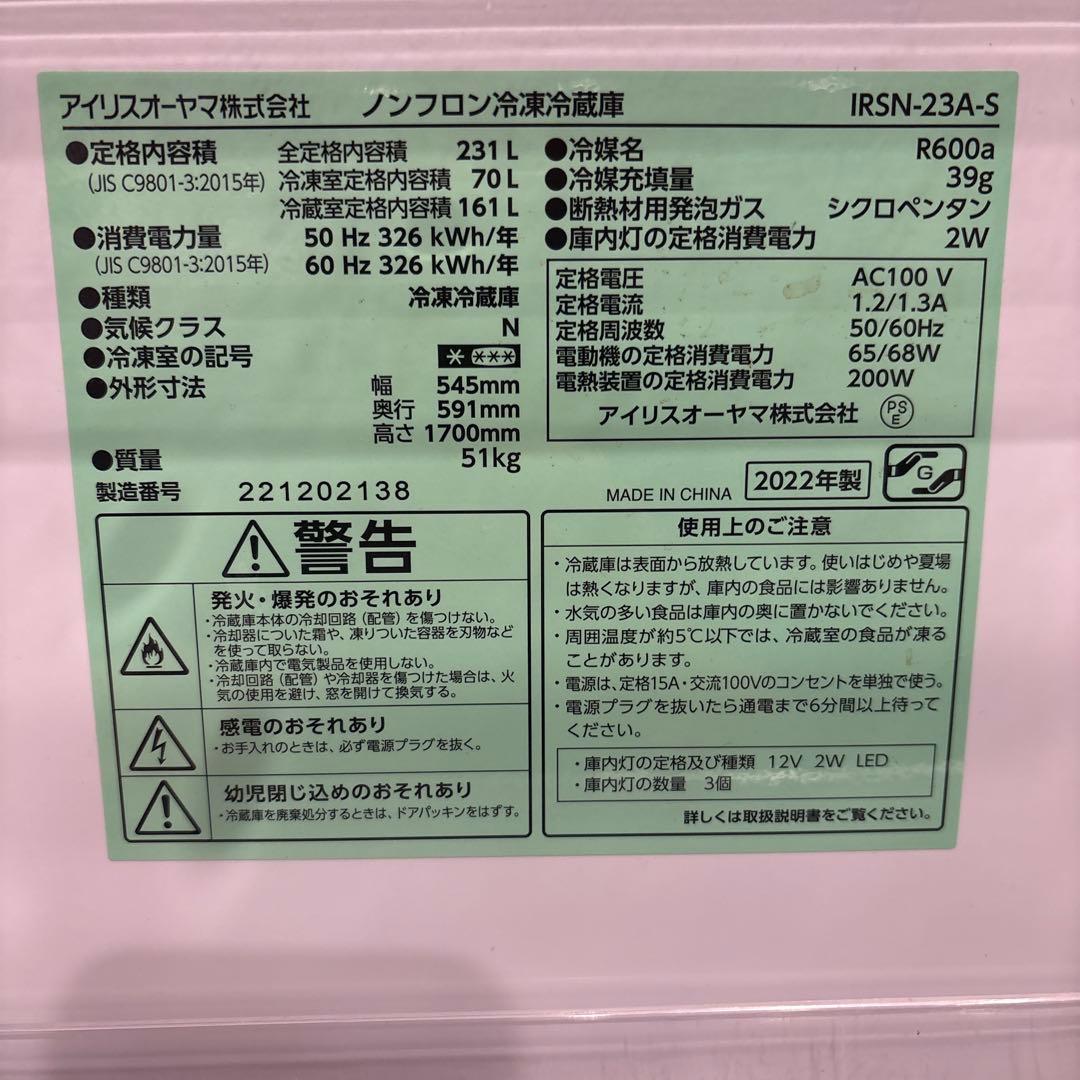 アイリスオーヤマ株式会社 ノンフロン冷凍冷蔵庫 IRSN-23A-S
●定格内容積 全定格内容積 231 L
(JIS C9801-3:2015年) 冷凍室定格内容積 70 L
冷蔵室定格内容積 161 L
●消費電力量 50 Hz 326 kWh/年
(JIS C9801-3:2015年) 60 Hz 326 kWh/年
●種類 冷凍冷蔵庫
●気候クラス N
●冷凍室の記号 * ***
●外形寸法 幅 545mm
奥行 591mm
高さ 1700mm
●質量 51kg
製造番号 221202138
●冷媒名 R600a
●冷媒充填量 39g
●断熱材用発泡ガス シクロペンタン
●庫内灯の定格消費電力 2W
定格電圧 AC100 V
定格電流 1.2/1.3A
定格周波数 50/60Hz
電動機の定格消費電力 65/68W
電熱装置の定格消費電力 200W
アイリスオーヤマ株式会社 PSE
MADE IN CHINA 2022年製 G
警告
発火・爆発のおそれあり
・冷蔵庫本体の冷却回路（配管）を傷つけない。
・冷却器についた霜や、凍りついた容器を刃物など
を使って取らない。
・冷蔵庫内で電気製品を使用しない。
・冷却回路（配管）や冷却器を傷つけた場合は、火
気の使用を避け、窓を開けて換気する。
感電のおそれあり
・お手入れのときは、必ず電源プラグを抜く。
幼児閉じ込めのおそれあり
・冷蔵庫を廃棄処分するときは、ドアパッキンをはずす。
使用上のご注意
・冷蔵庫は表面から放熱しています。使いはじめや夏場
は熱くなりますが、庫内の食品には影響ありません。
・水気の多い食品は庫内の奥に置かないでください。
・周囲温度が約5℃以下では、冷蔵室の食品が凍る
ことがあります。
・電源は、定格15A・交流100Vのコンセントを単独で使う。
・電源プラグを抜いたら通電まで6分間以上待って
ください。
・庫内灯の定格及び種類 12V 2W LED
・庫内灯の数量 3個
詳しくは取扱説明書をご覧ください。